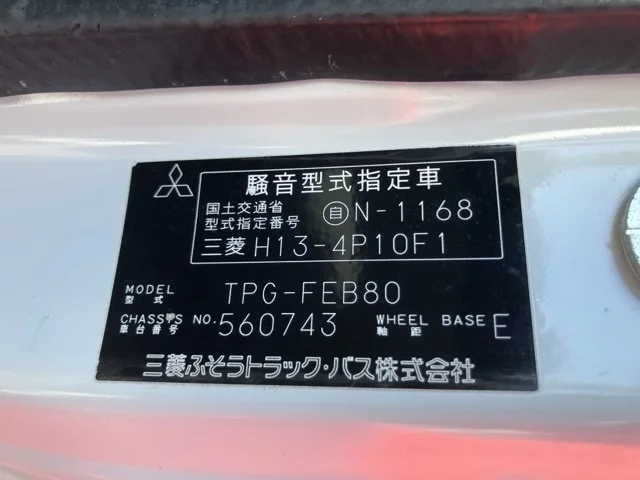 騒音型式指定車
国土交通省
型式指定番号 自N-1168
三菱 H13-4P10F1
MODEL
型式 TPG-FEB80
CHASSIS NO. 560743 WHEEL BASE E
車台番号 軸距
三菱ふそうトラック・バス株式会社